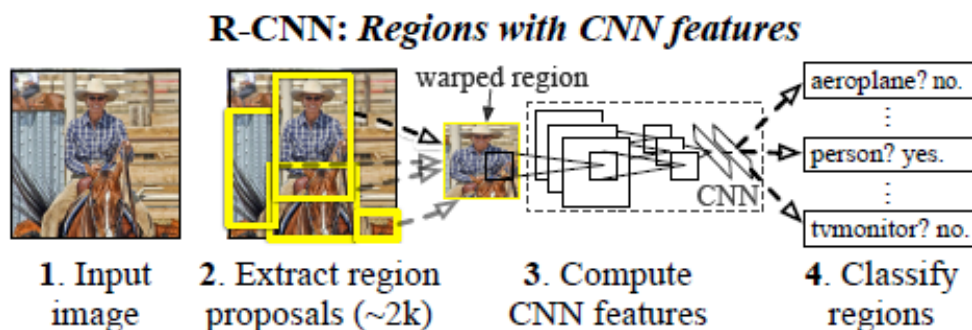 R-CNN: Regions with CNN features
warped region
aeroplane? no.
⋮
person? yes.
⋮
tvmonitor? no.
CNN
1. Input
image
2. Extract region
proposals (~2k)
3. Compute
CNN features
4. Classify
regions